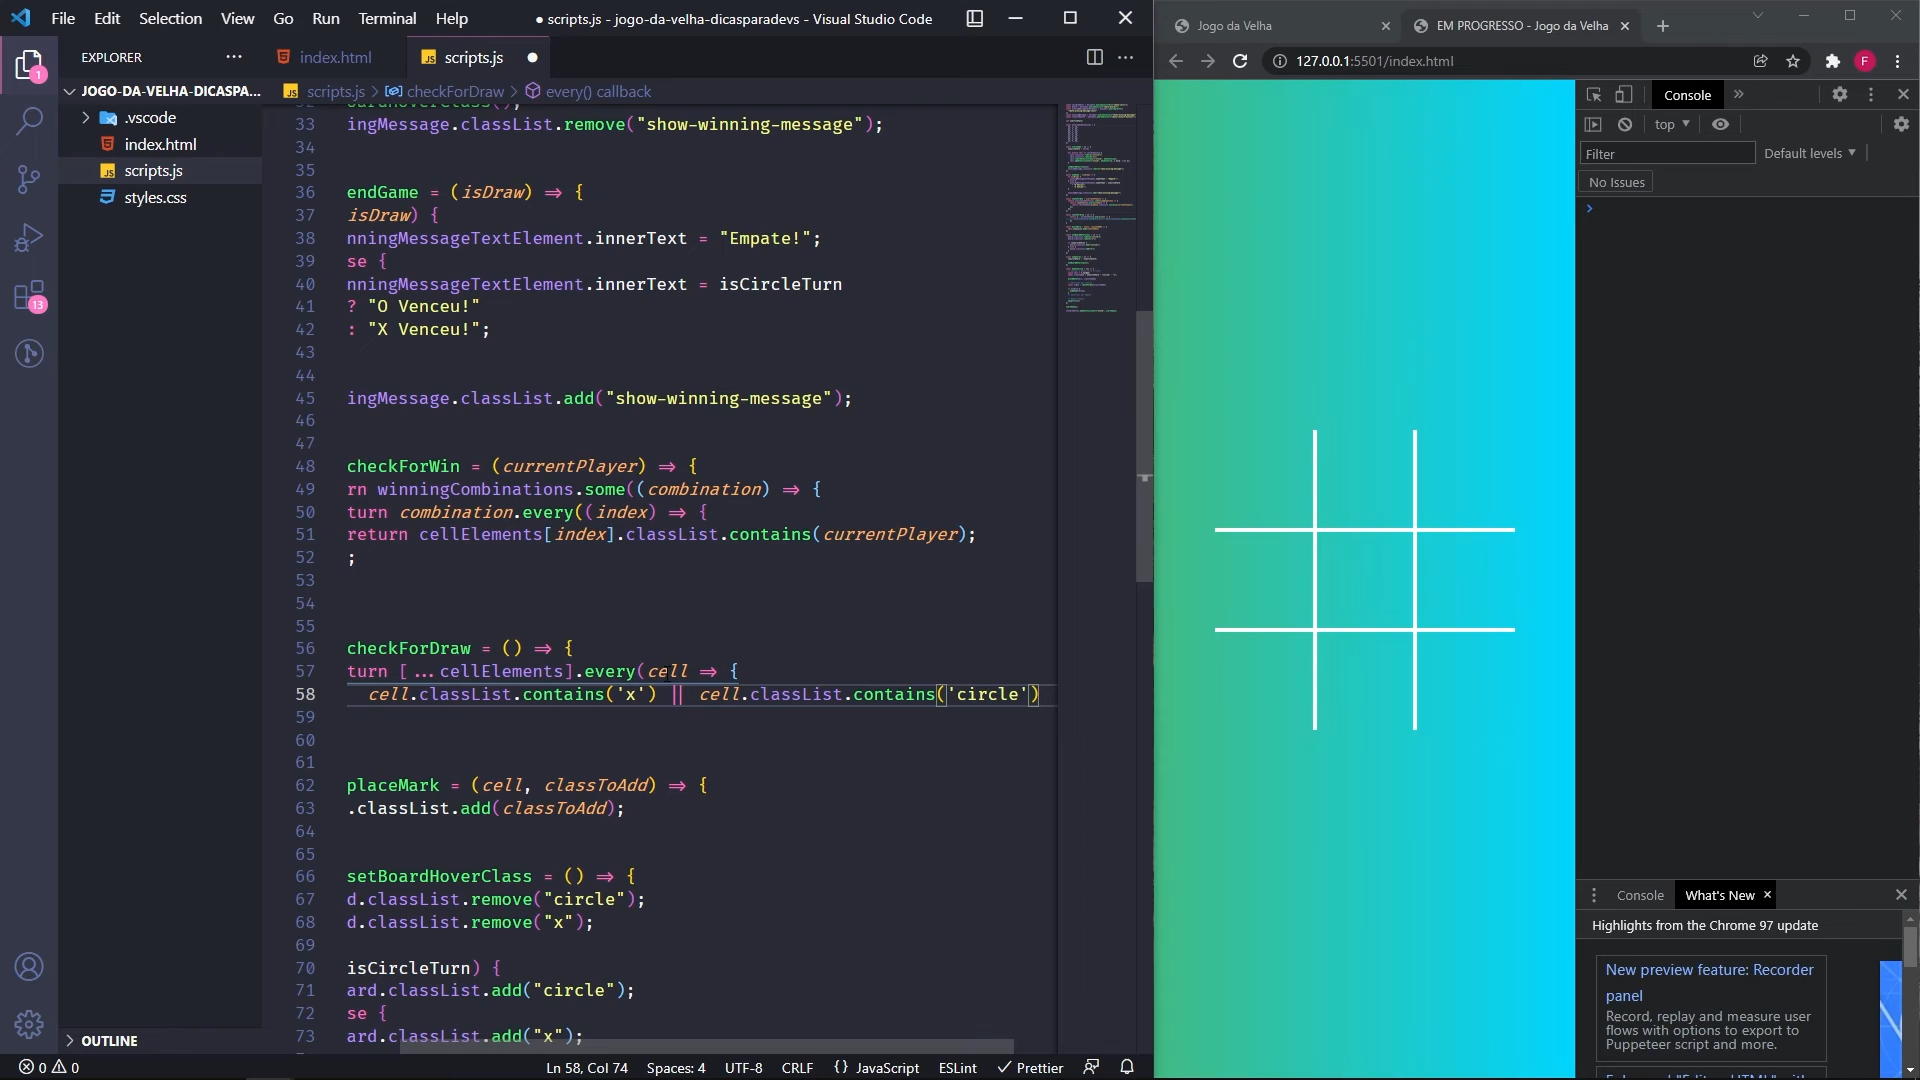 File Edit Selection View Go Run Terminal Help
● scripts.js - jogo-da-velha-dicasparadevs - Visual Studio Code
EXPLORER
JOGO-DA-VELHA-DICASPA...
.vscode
index.html
scripts.js
styles.css
OUTLINE
1
13
index.html
JS scripts.js
JS scripts.js > checkForDraw > every() callback
33 ingMessage.classList.remove("show-winning-message");
34
35
36 endGame = (isDraw) => {
37 isDraw) {
38 nningMessageTextElement.innerText = "Empate!";
39 se {
40 nningMessageTextElement.innerText = isCircleTurn
41 ? "O Venceu!"
42 : "X Venceu!";
43
44
45 ingMessage.classList.add("show-winning-message");
46
47
48 checkForWin = (currentPlayer) => {
49 rn winningCombinations.some((combination) => {
50 turn combination.every((index) => {
51 return cellElements[index].classList.contains(currentPlayer);
52 ;
53
54
55
56 checkForDraw = () => {
57 turn [...cellElements].every(cell => {
58 cell.classList.contains('x') || cell.classList.contains('circle')
59
60
61
62 placeMark = (cell, classToAdd) => {
63 .classList.add(classToAdd);
64
65
66 setBoardHoverClass = () => {
67 d.classList.remove("circle");
68 d.classList.remove("x");
69
70 isCircleTurn) {
71 ard.classList.add("circle");
72 se {
73 ard.classList.add("x");
0 0
Ln 58, Col 74 Spaces: 4 UTF-8 CRLF {} JavaScript ESLint ✓ Prettier
Jogo da Velha
EM PROGRESSO - Jogo da Velha
127.0.0.1:5501/index.html
F
Console
top
Filter
Default levels
No Issues
Console
What's New
Highlights from the Chrome 97 update
New preview feature: Recorder
panel
Record, replay and measure user
flows with options to export to
Puppeteer script and more.